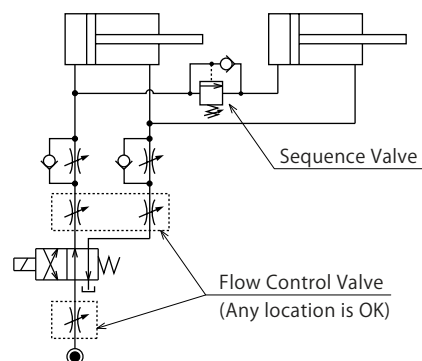 Sequence Valve
Flow Control Valve
(Any location is OK)